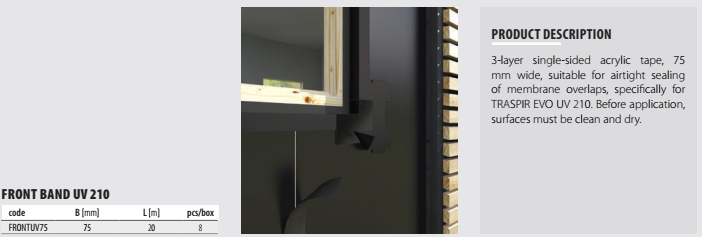 FRONT BAND UV 210
code B [mm] L [m] pcs/box
FRONTUV75 75 20 8
PRODUCT DESCRIPTION
3-layer single-sided acrylic tape, 75
mm wide, suitable for airtight sealing
of membrane overlaps, specifically for
TRASPIR EVO UV 210. Before application,
surfaces must be clean and dry.